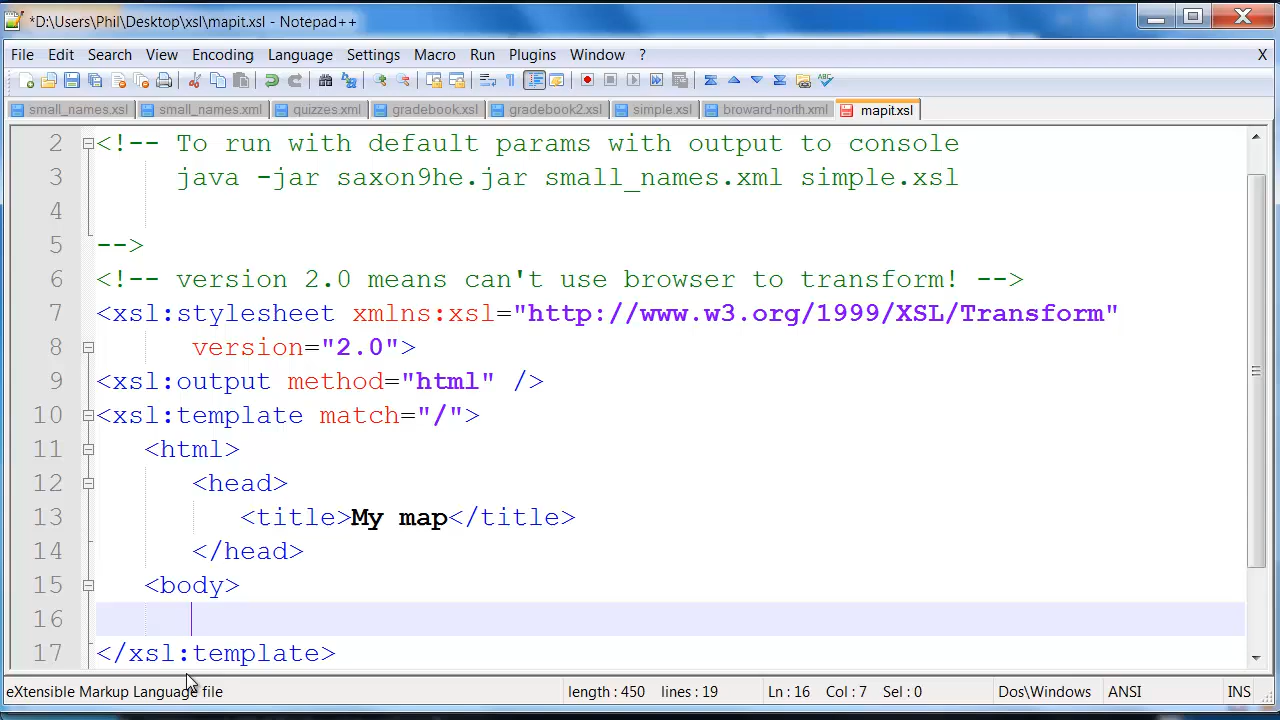 *D:\Users\Phil\Desktop\xsl\mapit.xsl - Notepad++
File Edit Search View Encoding Language Settings Macro Run Plugins Window ? X
small_names.xsl small_names.xml quizzes.xml gradebook.xsl gradebook2.xsl simple.xsl broward-north.xml mapit.xsl
2 <!-- To run with default params with output to console
3 java -jar saxon9he.jar small_names.xml simple.xsl
4
5 -->
6 <!-- version 2.0 means can't use browser to transform! -->
7 <xsl:stylesheet xmlns:xsl="http://www.w3.org/1999/XSL/Transform"
8 version="2.0">
9 <xsl:output method="html" />
10 <xsl:template match="/">
11 <html>
12 <head>
13 <title>My map</title>
14 </head>
15 <body>
16
17 </xsl:template>
eXtensible Markup Language file length : 450 lines : 19 Ln : 16 Col : 7 Sel : 0 Dos\Windows ANSI INS